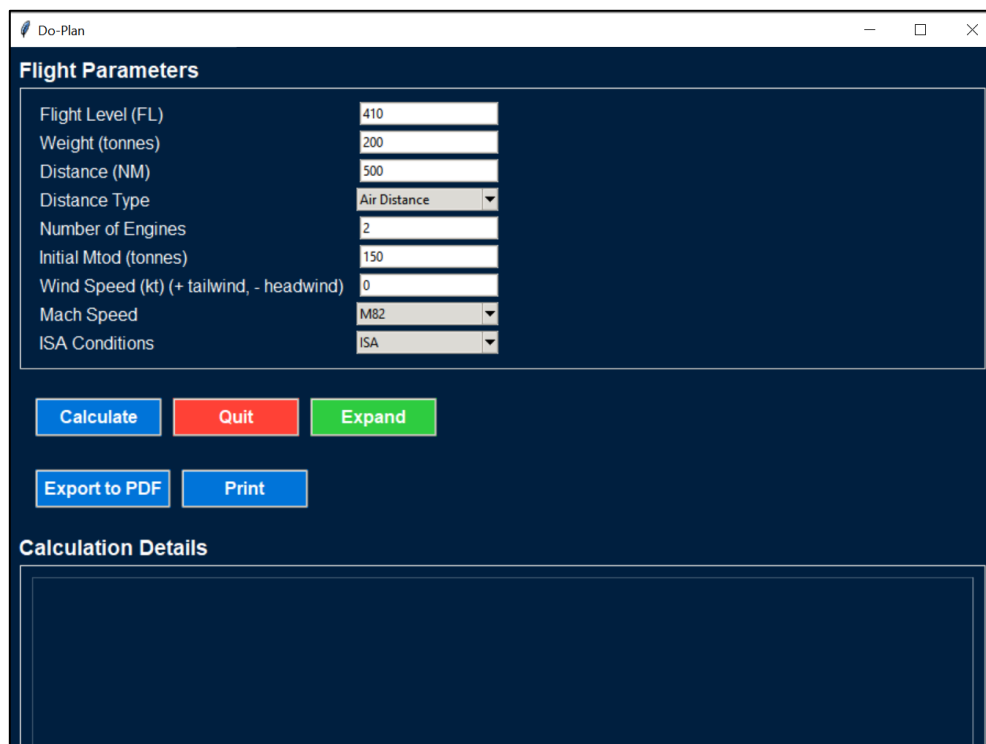 Do-Plan
Flight Parameters
Flight Level (FL) 410
Weight (tonnes) 200
Distance (NM) 500
Distance Type Air Distance
Number of Engines 2
Initial Mtod (tonnes) 150
Wind Speed (kt) (+ tailwind, - headwind) 0
Mach Speed M82
ISA Conditions ISA
Calculate Quit Expand
Export to PDF Print
Calculation Details